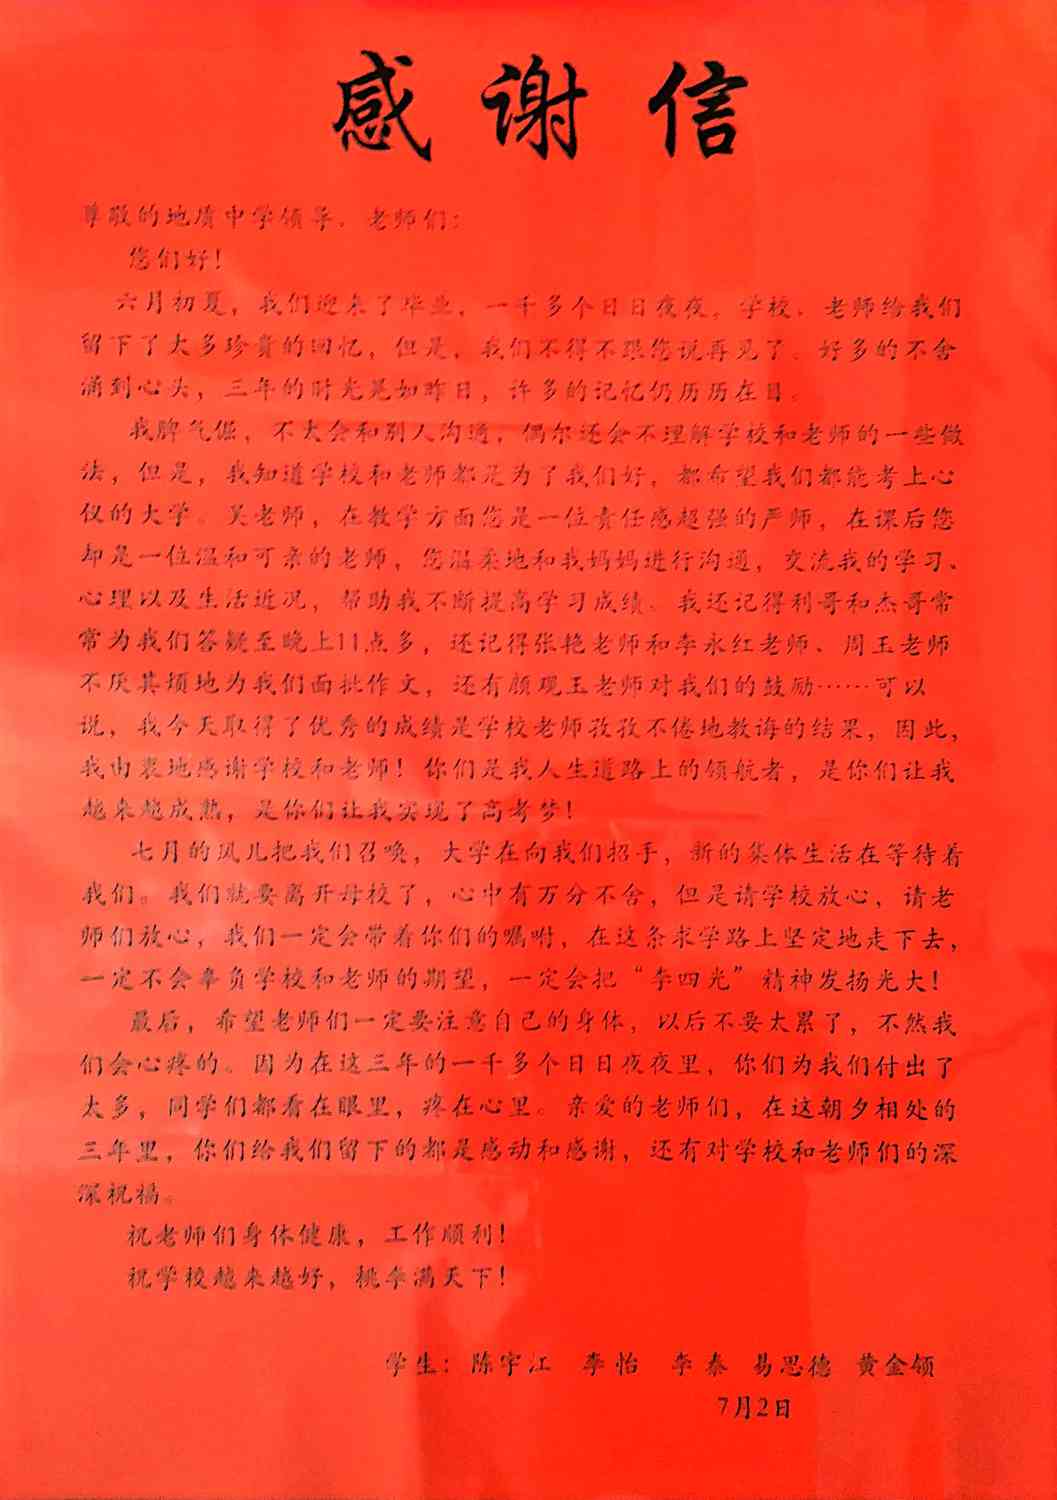 感谢信
尊敬的地质中学领导、老师们：
您们好！
六月初夏，我们迎来了毕业，一千多个日日夜夜。学校、老师给我们
留下了太多珍贵的回忆，但是，我们不得不跟您说再见了。好多的不舍
涌到心头，三年的时光宛如昨日，许多的记忆仍历历在目。
我脾气倔，不太会和别人沟通，偶尔还会不理解学校和老师的一些做
法，但是，我知道学校和老师都是为了我们好，都希望我们都能考上心
仪的大学。吴老师，在教学方面您是一位责任感超强的严师，在课后您
却是一位温和可亲的老师，您温柔地和我妈妈进行沟通，交流我的学习、
心理以及生活近况，帮助我不断提高学习成绩。我还记得利哥和杰哥常
常为我们答疑至晚上11点多，还记得张艳老师和李永红老师、周玉老师
不厌其烦地为我们面批作文，还有颜观玉老师对我们的鼓励……可以
说，我今天取得了优秀的成绩是学校老师孜孜不倦地教诲的结果，因此，
我由衷地感谢学校和老师！你们是我人生道路上的领航者，是你们让我
越来越成熟，是你们让我实现了高考梦！
七月的风儿把我们召唤，大学在向我们招手，新的集体生活在等待着
我们。我们就要离开母校了，心中有万分不舍，但是请学校放心，请老
师们放心，我们一定会带着你们的嘱咐，在这条求学路上坚定地走下去，
一定不会辜负学校和老师的期望，一定会把“李四光”精神发扬光大！
最后，希望老师们一定要注意自己的身体，以后不要太累了，不然我
们会心疼的。因为在这三年的一千多个日日夜夜里，你们为我们付出了
太多，同学们都看在眼里，疼在心里。亲爱的老师们，在这朝夕相处的
三年里，你们给我们留下的都是感动和感谢，还有对学校和老师们的深
深祝福。
祝老师们身体健康，工作顺利！
祝学校越来越好，桃李满天下！
学生：陈宇江 李怡 李泰 易思德 黄金领
7月2日